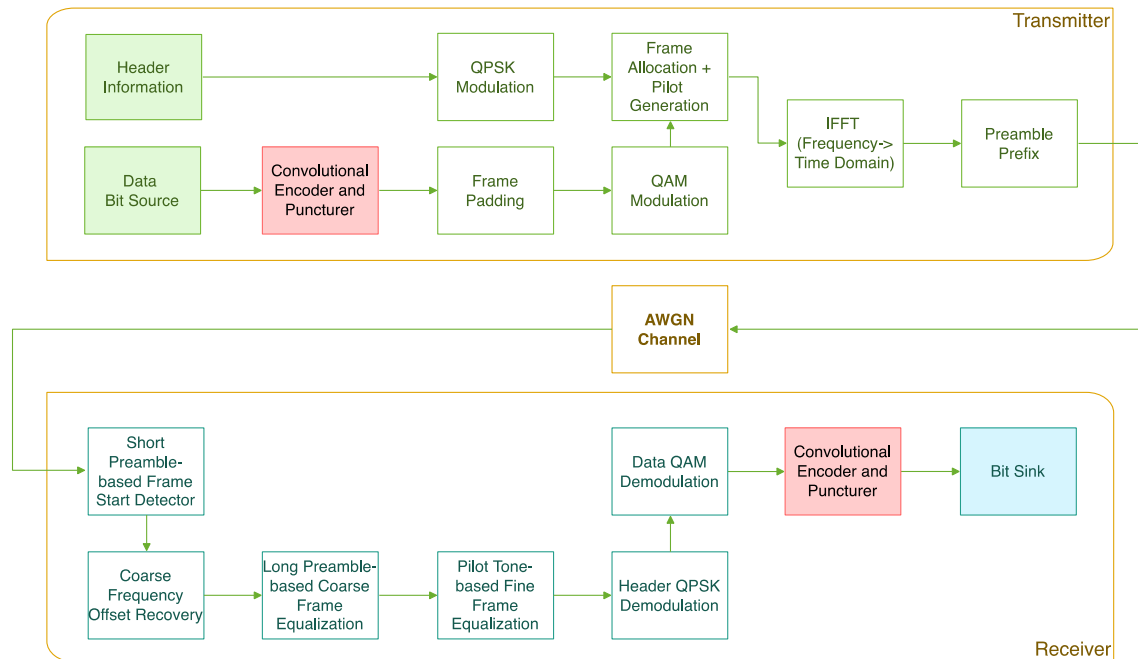 Transmitter
Header
Information
QPSK
Modulation
Frame
Allocation +
Pilot
Generation
IFFT
(Frequency->
Time Domain)
Preamble
Prefix
Data
Bit Source
Convolutional
Encoder and
Puncturer
Frame
Padding
QAM
Modulation
AWGN
Channel
Short
Preamble-
based Frame
Start Detector
Data QAM
Demodulation
Convolutional
Encoder and
Puncturer
Bit Sink
Coarse
Frequency
Offset Recovery
Long Preamble-
based Coarse
Frame
Equalization
Pilot Tone-
based Fine
Frame
Equalization
Header QPSK
Demodulation
Receiver